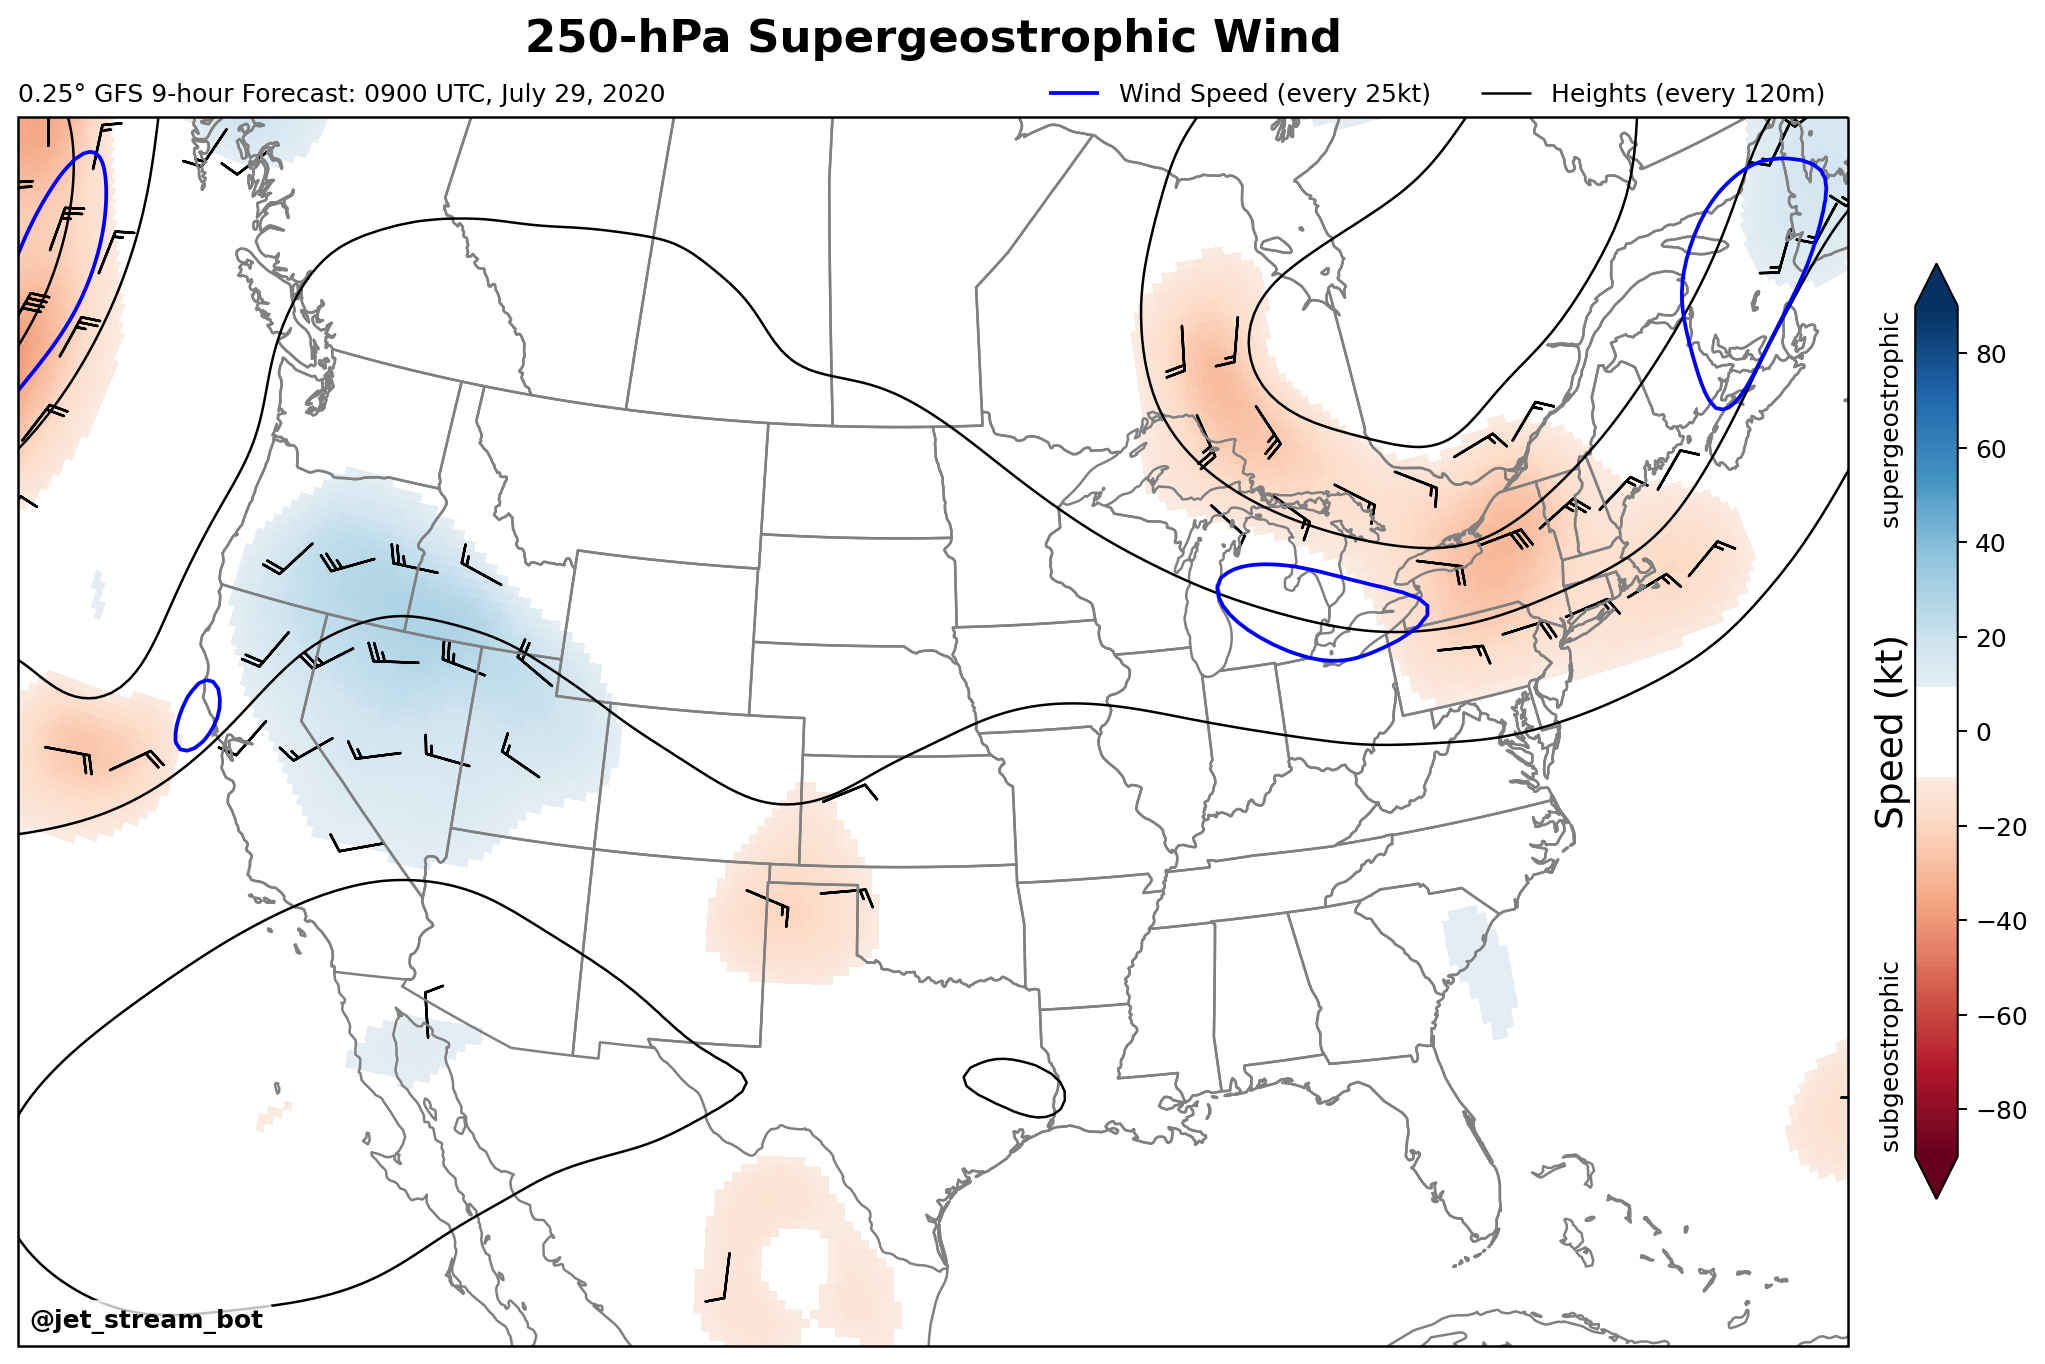 250-hPa Supergeostrophic Wind
0.25° GFS 9-hour Forecast: 0900 UTC, July 29, 2020
Wind Speed (every 25kt)
Heights (every 120m)
supergeostrophic
subgeostrophic
Speed (kt)
80
60
40
20
0
−20
−40
−60
−80
@jet_stream_bot